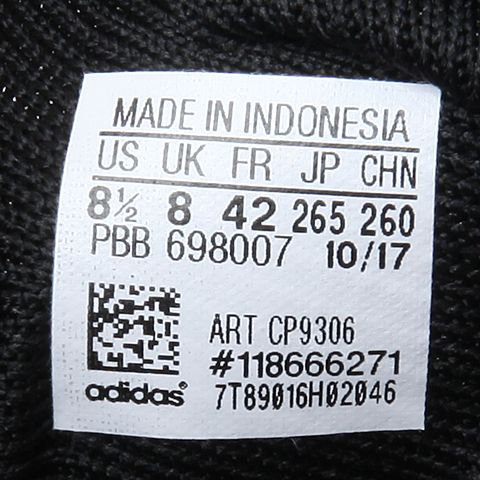 MADE IN INDONESIA
US UK FR JP CHN
8½ 8 42 265 260
PBB 698007 10/17
ART CP9306
#118666271
adidas® 7T89016H02046